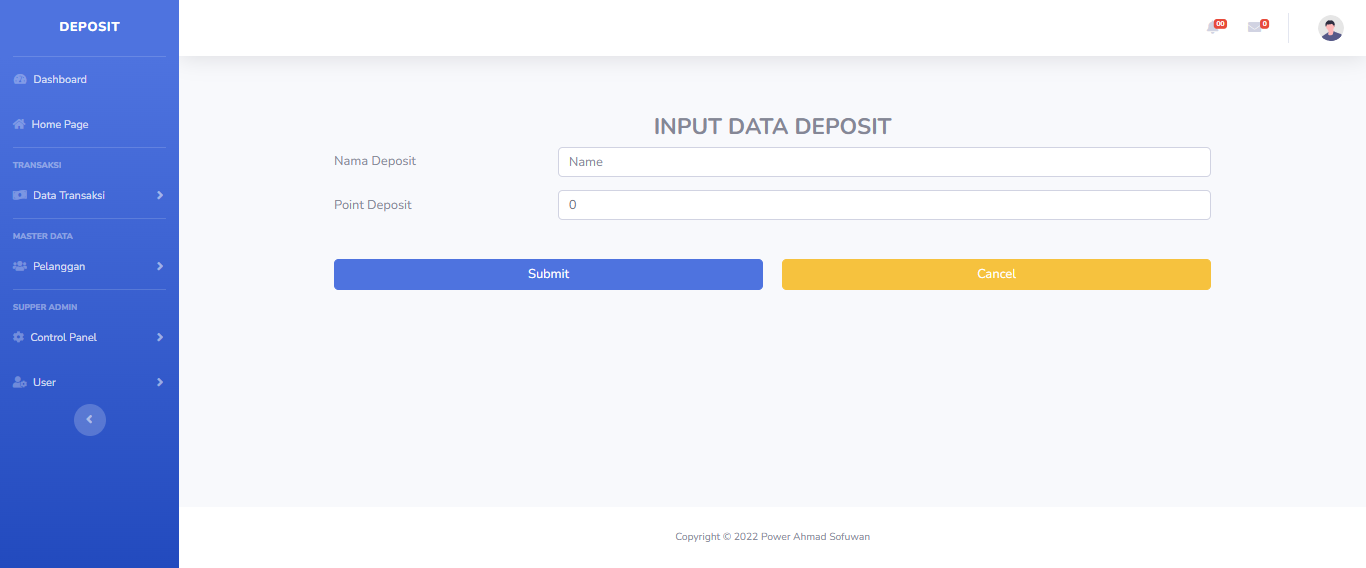 DEPOSIT
00
0
Dashboard
Home Page
TRANSAKSI
Data Transaksi
MASTER DATA
Pelanggan
SUPPER ADMIN
Control Panel
User
INPUT DATA DEPOSIT
Nama Deposit
Name
Point Deposit
0
Submit
Cancel
Copyright © 2022 Power Ahmad Sofuwan